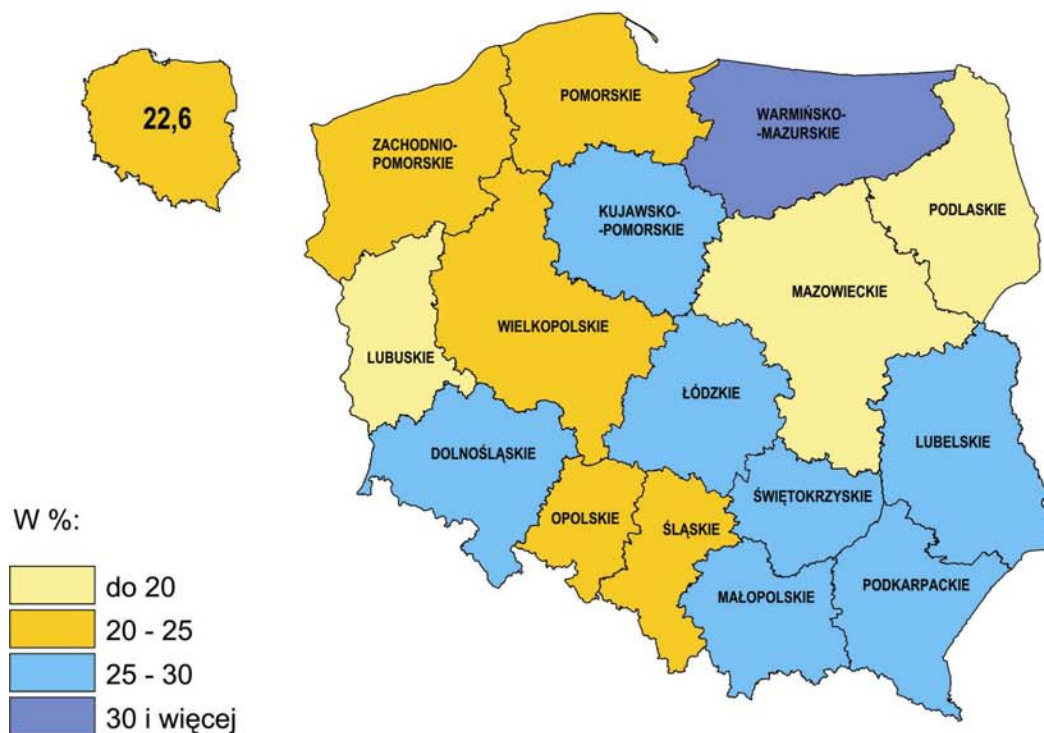 22,6
POMORSKIE
WARMIŃSKO-
-MAZURSKIE
ZACHODNIO-
POMORSKIE
KUJAWSKO-
-POMORSKIE
PODLASKIE
MAZOWIECKIE
WIELKOPOLSKIE
LUBUSKIE
ŁÓDZKIE
LUBELSKIE
DOLNOŚLĄSKIE
ŚWIĘTOKRZYSKIE
OPOLSKIE
ŚLĄSKIE
PODKARPACKIE
MAŁOPOLSKIE
W %:
do 20
20 - 25
25 - 30
30 i więcej